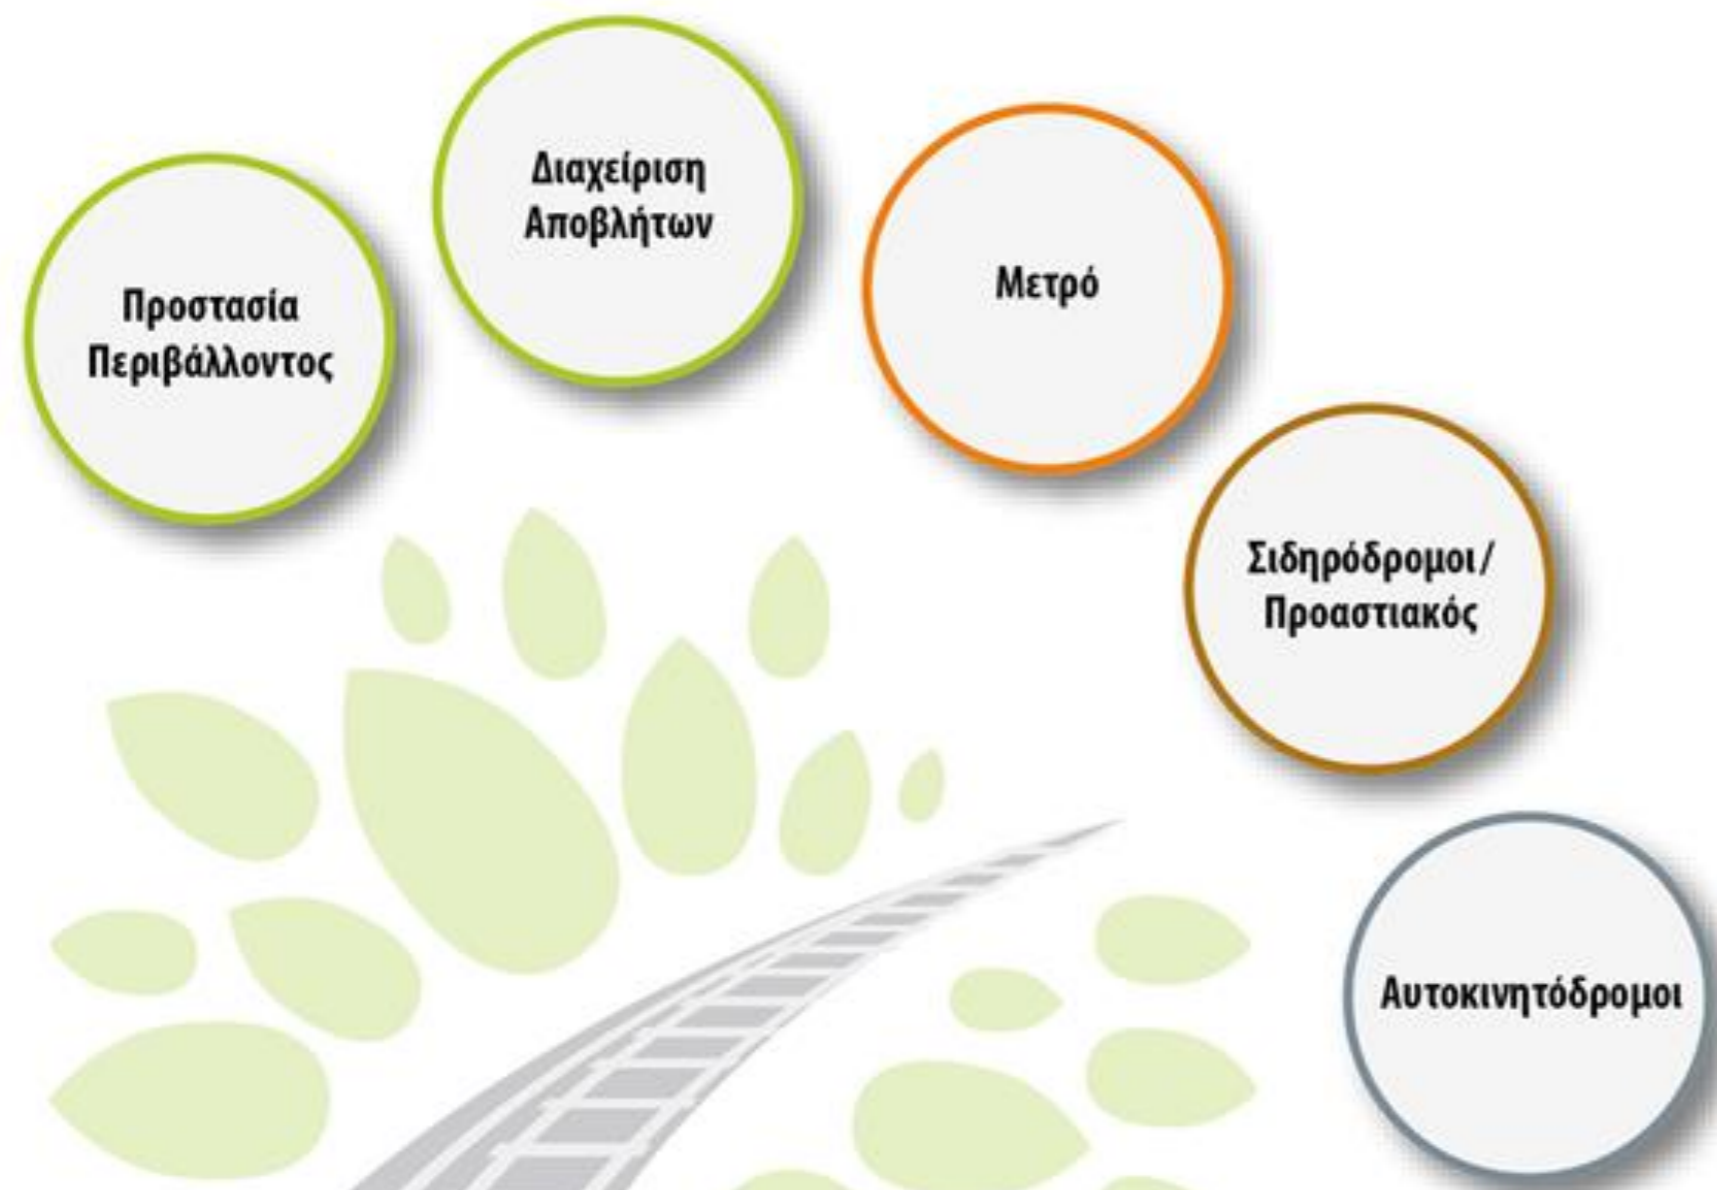 Προστασία
Περιβάλλοντος
Διαχείριση
Αποβλήτων
Μετρό
Σιδηρόδρομοι/
Προαστιακός
Αυτοκινητόδρομοι